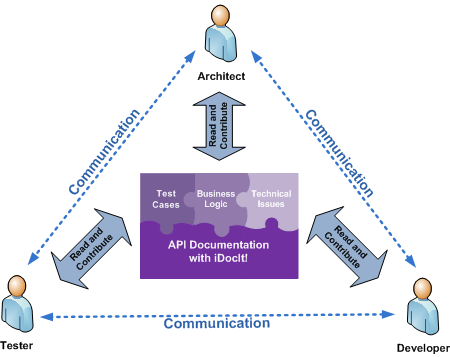 Architect
Communication
Communication
Read and
Contribute
Test
Cases
Business
Logic
Technical
Issues
API Documentation
with iDocIt!
Read and
Contribute
Read and
Contribute
Communication
Tester
Developer